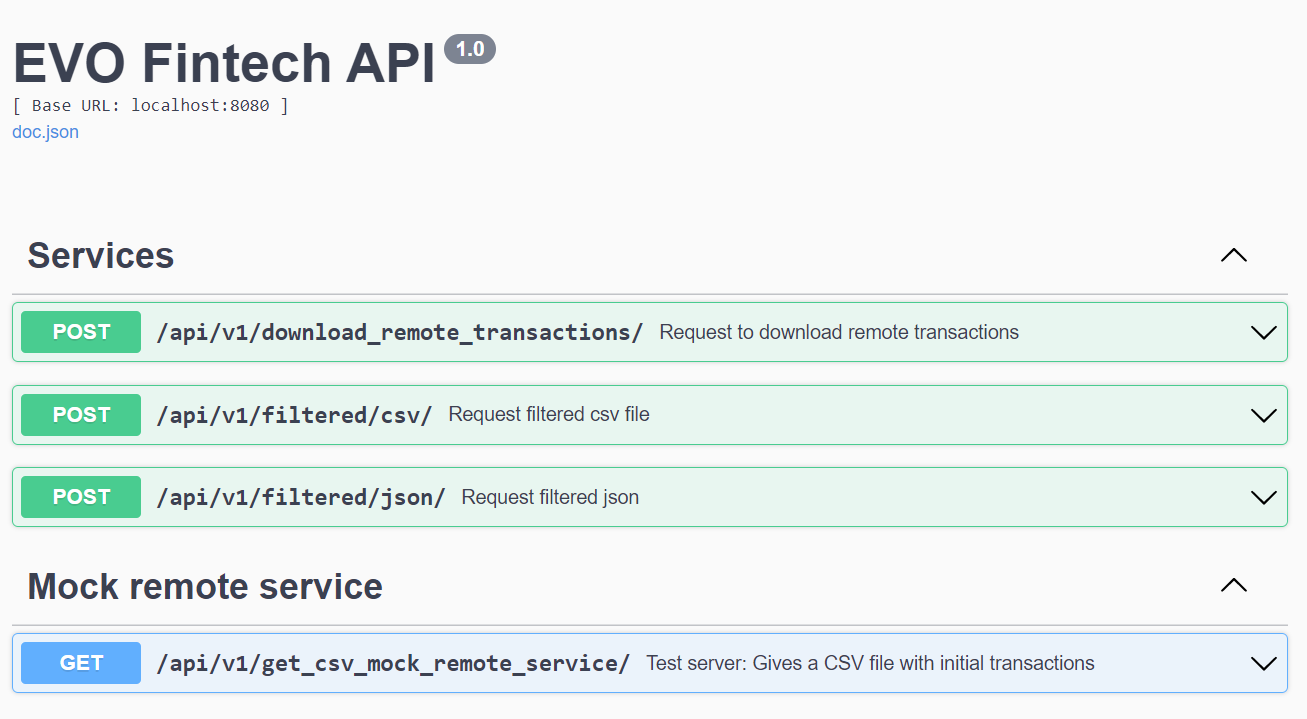 EVO Fintech API 1.0
[ Base URL: localhost:8080 ]
doc.json
Services
POST /api/v1/download_remote_transactions/ Request to download remote transactions
POST /api/v1/filtered/csv/ Request filtered csv file
POST /api/v1/filtered/json/ Request filtered json
Mock remote service
GET /api/v1/get_csv_mock_remote_service/ Test server: Gives a CSV file with initial transactions